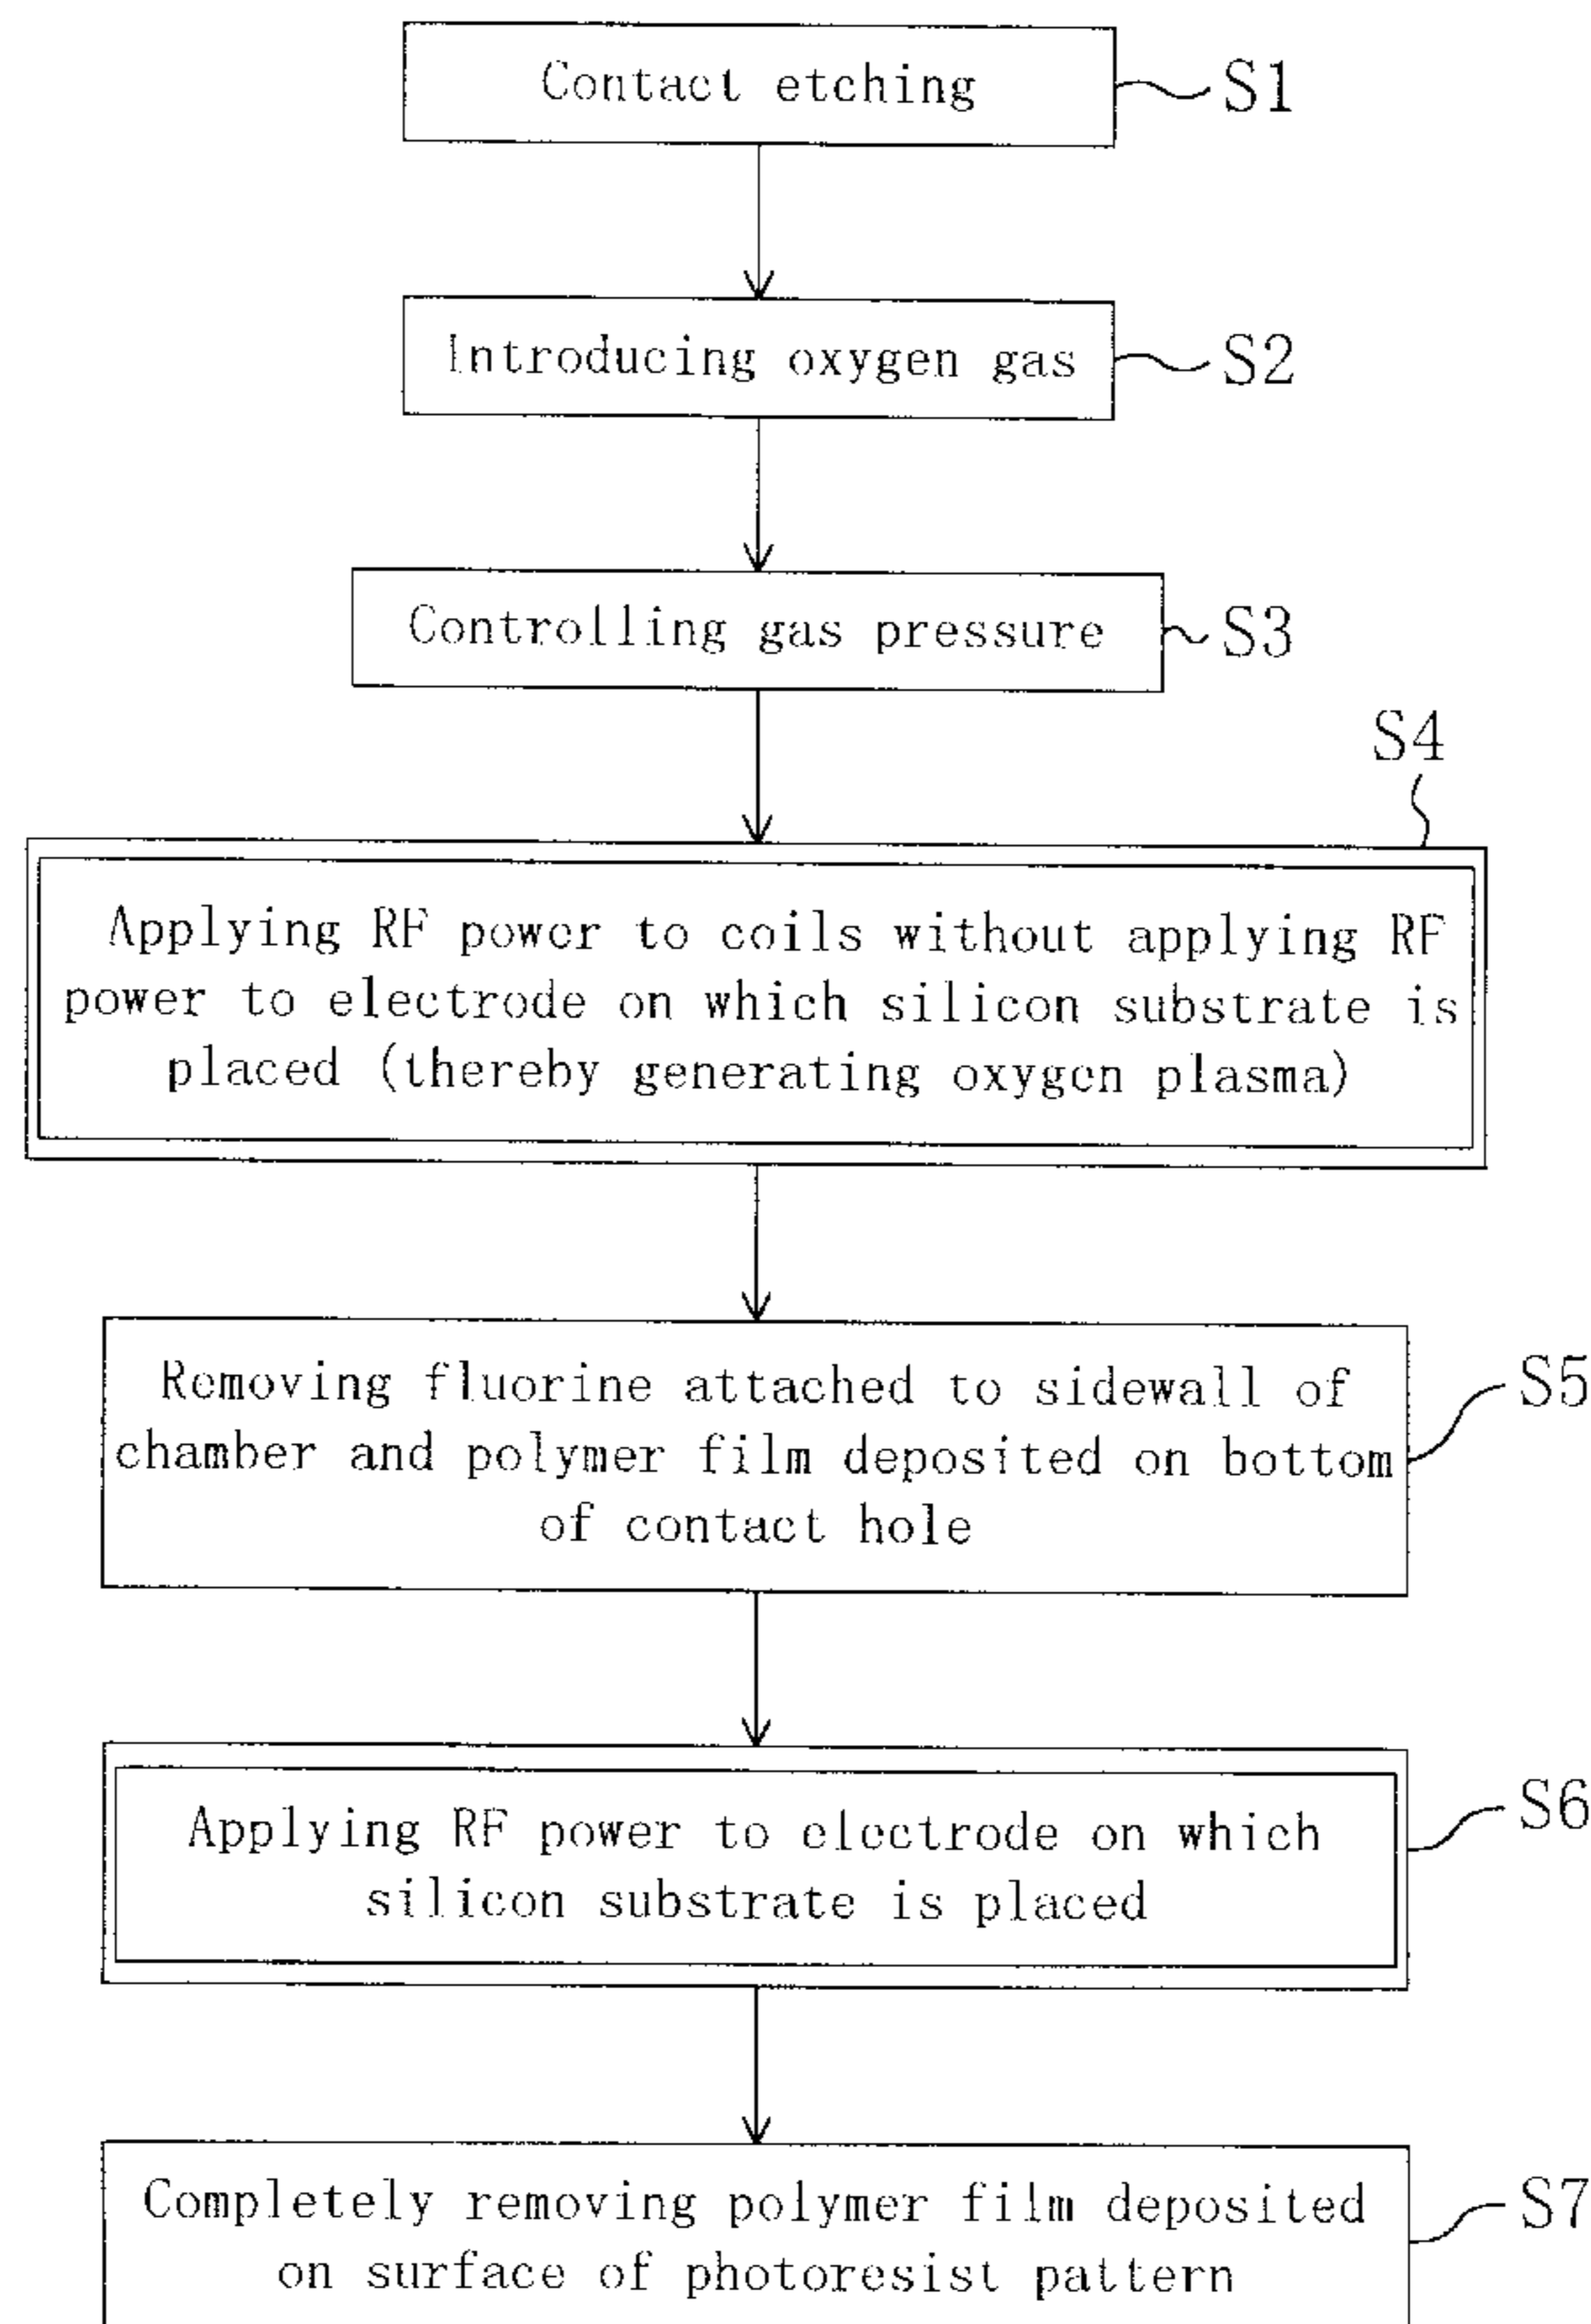 Contact etching
S1
Introducing oxygen gas
S2
Controlling gas pressure
S3
S4
Applying RF power to coils without applying RF
power to electrode on which silicon substrate is
placed (thereby generating oxygen plasma)
Removing fluorine attached to sidewall of
chamber and polymer film deposited on bottom
of contact hole
S5
Applying RF power to electrode on which
silicon substrate is placed
S6
Completely removing polymer film deposited
on surface of photoresist pattern
S7